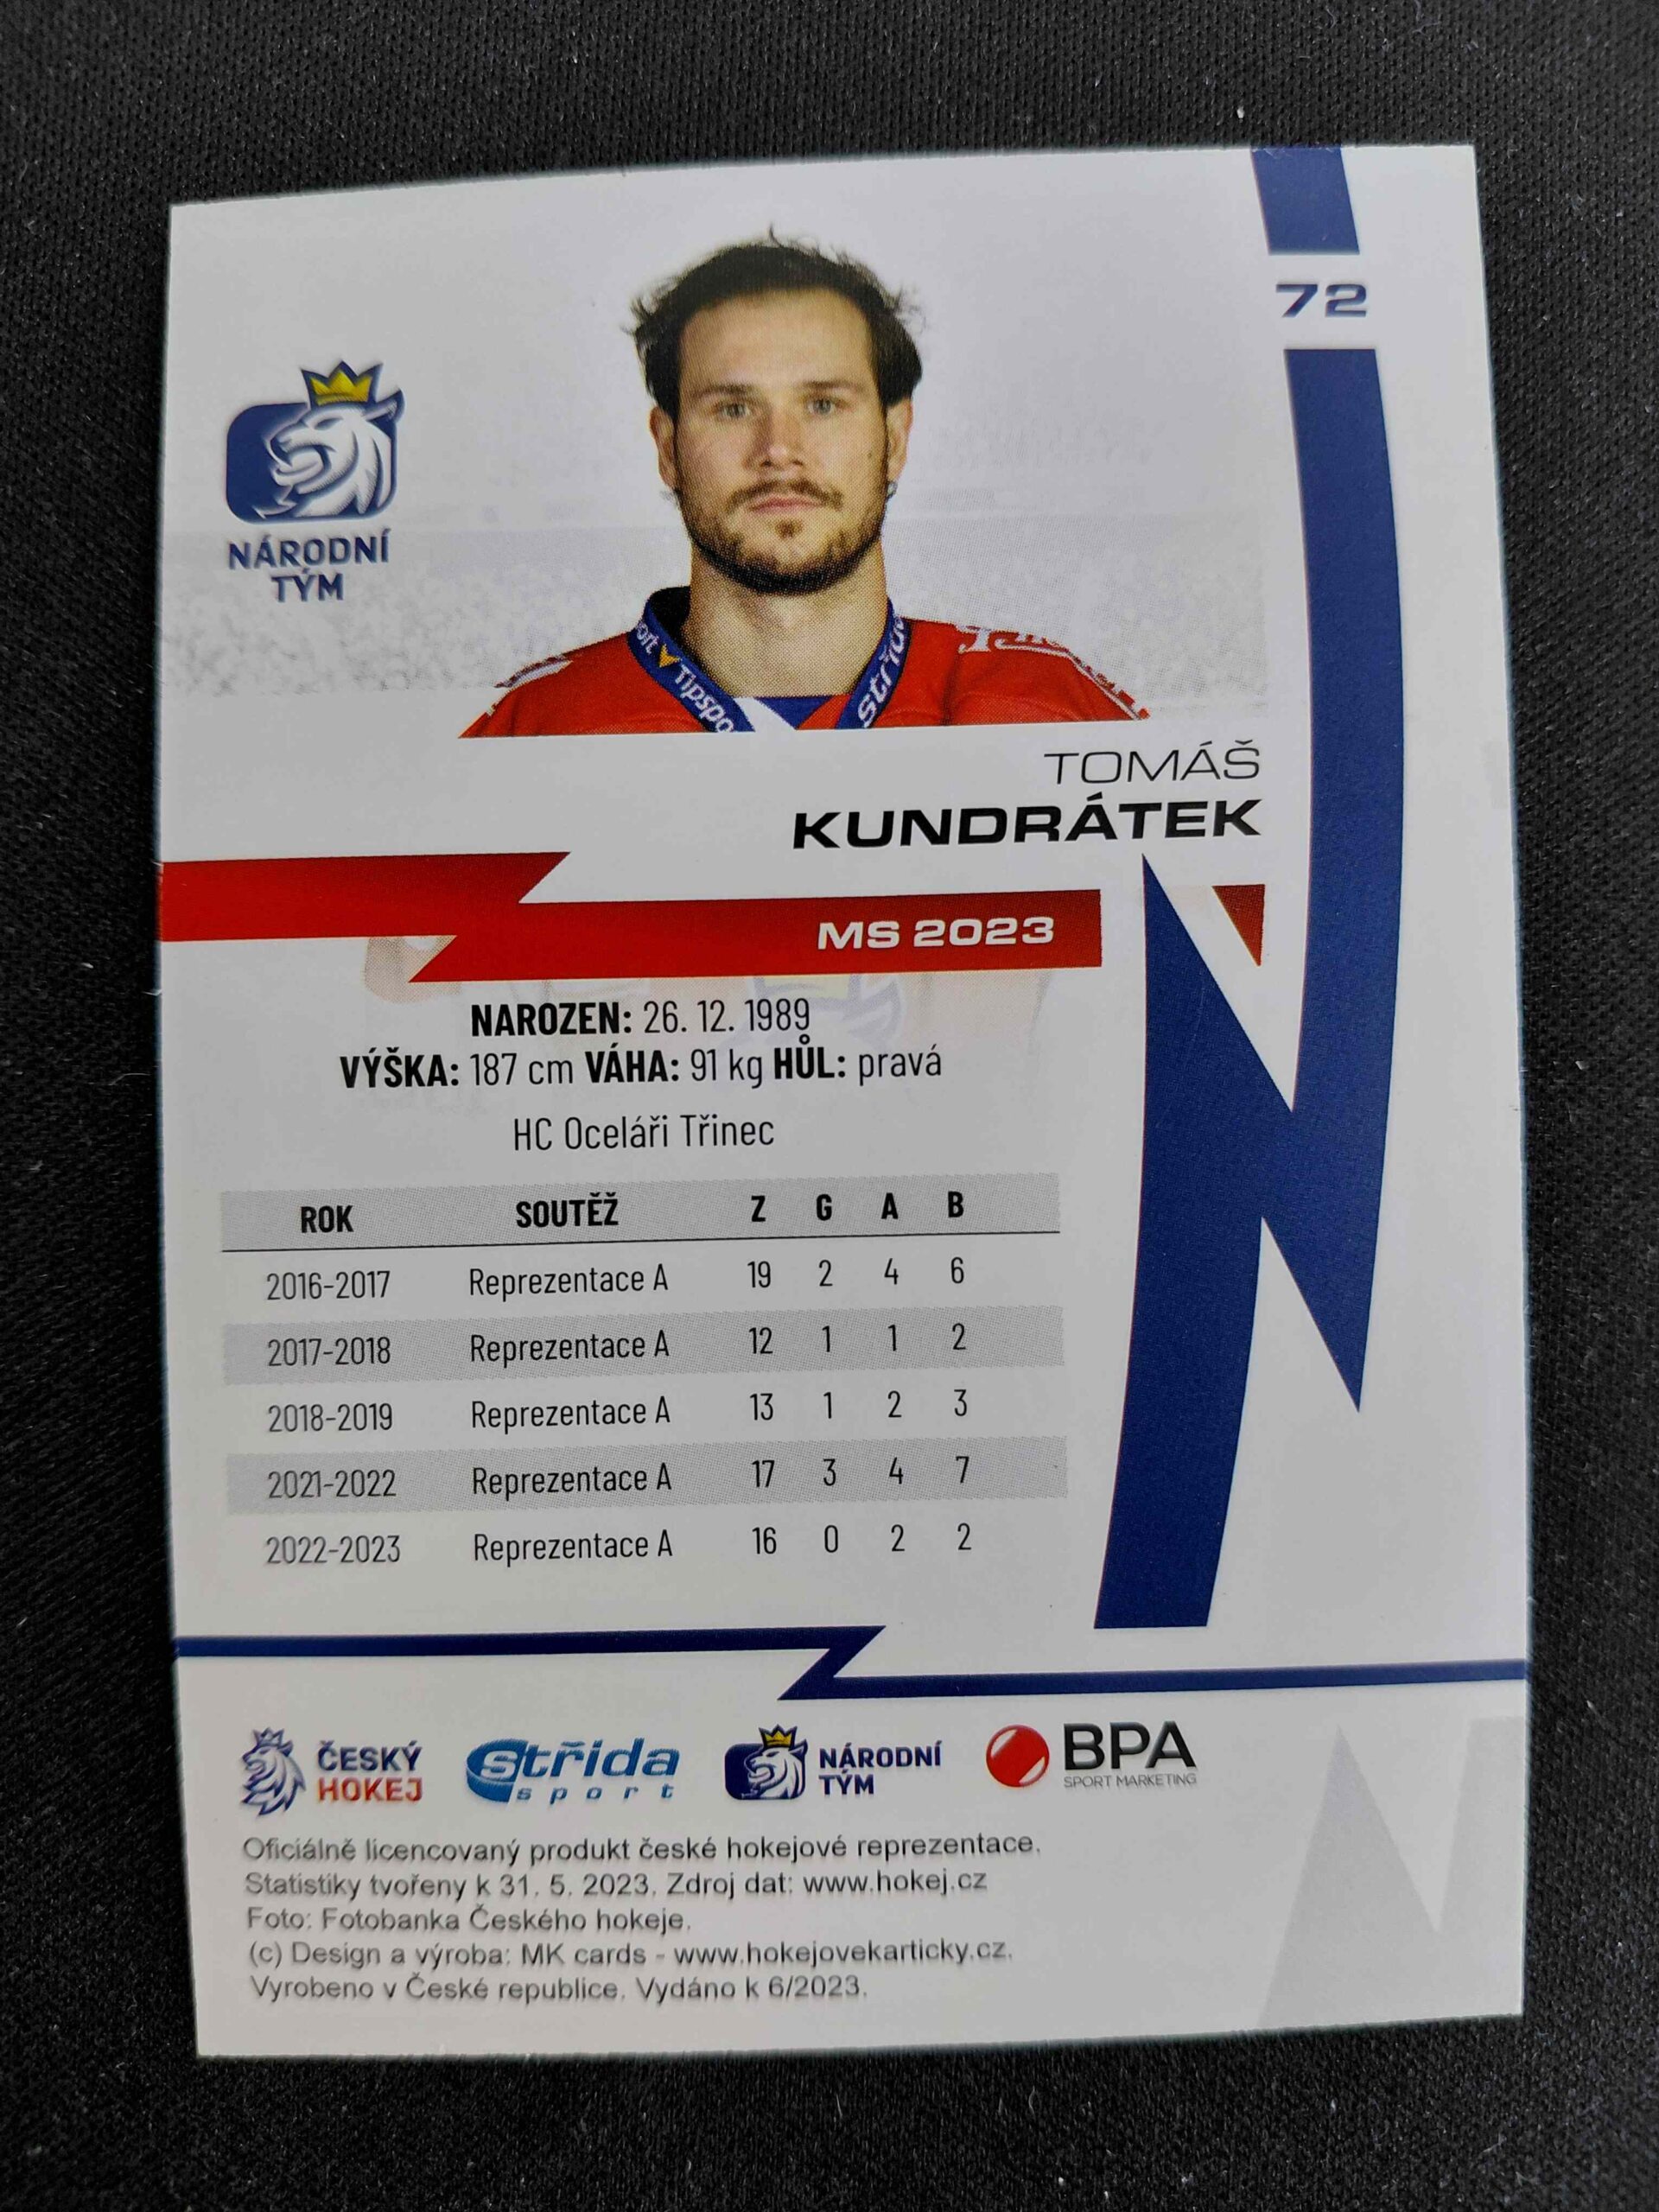 72
NÁRODNÍ
TÝM
ort Tipspo
stři
TOMÁŠ
KUNDRÁTEK
MS 2023
NAROZEN: 26. 12. 1989
VÝŠKA: 187 cm VÁHA: 91 kg HŮL: pravá
HC Oceláři Třinec
ROK SOUTĚŽ Z G A B
2016-2017 Reprezentace A 19 2 4 6
2017-2018 Reprezentace A 12 1 1 2
2018-2019 Reprezentace A 13 1 2 3
2021-2022 Reprezentace A 17 3 4 7
2022-2023 Reprezentace A 16 0 2 2
ČESKÝ
HOKEJ
střida
sport
NÁRODNÍ
TÝM
BPA
SPORT MARKETING
Oficiálně licencovaný produkt české hokejové reprezentace.
Statistiky tvořeny k 31. 5. 2023. Zdroj dat: www.hokej.cz
Foto: Fotobanka Českého hokeje.
(c) Design a výroba: MK cards - www.hokejovekarticky.cz.
Vyrobeno v České republice. Vydáno k 6/2023.